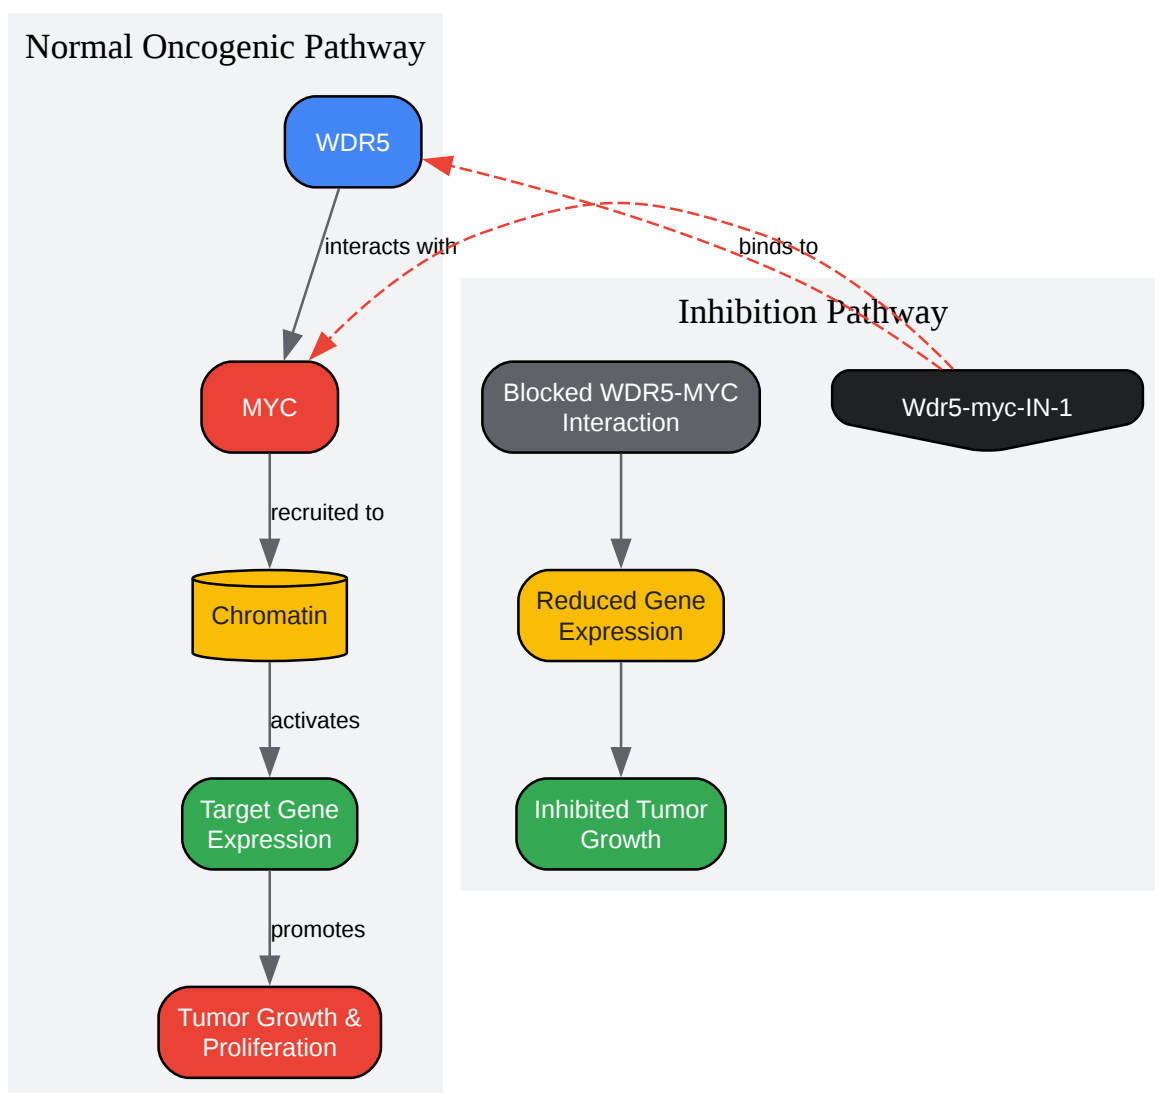 Normal Oncogenic Pathway
WDR5
interacts with
binds to
Inhibition Pathway
MYC
Blocked WDR5-MYC
Interaction
Wdr5-myc-IN-1
recruited to
Chromatin
Reduced Gene
Expression
activates
Target Gene
Expression
Inhibited Tumor
Growth
promotes
Tumor Growth &
Proliferation